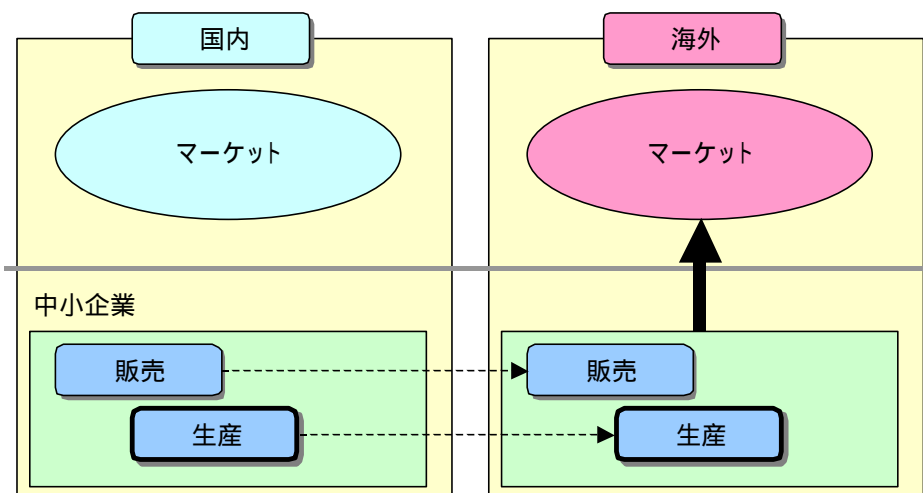 国内
海外
マーケット
マーケット
中小企業
販売
販売
生産
生産